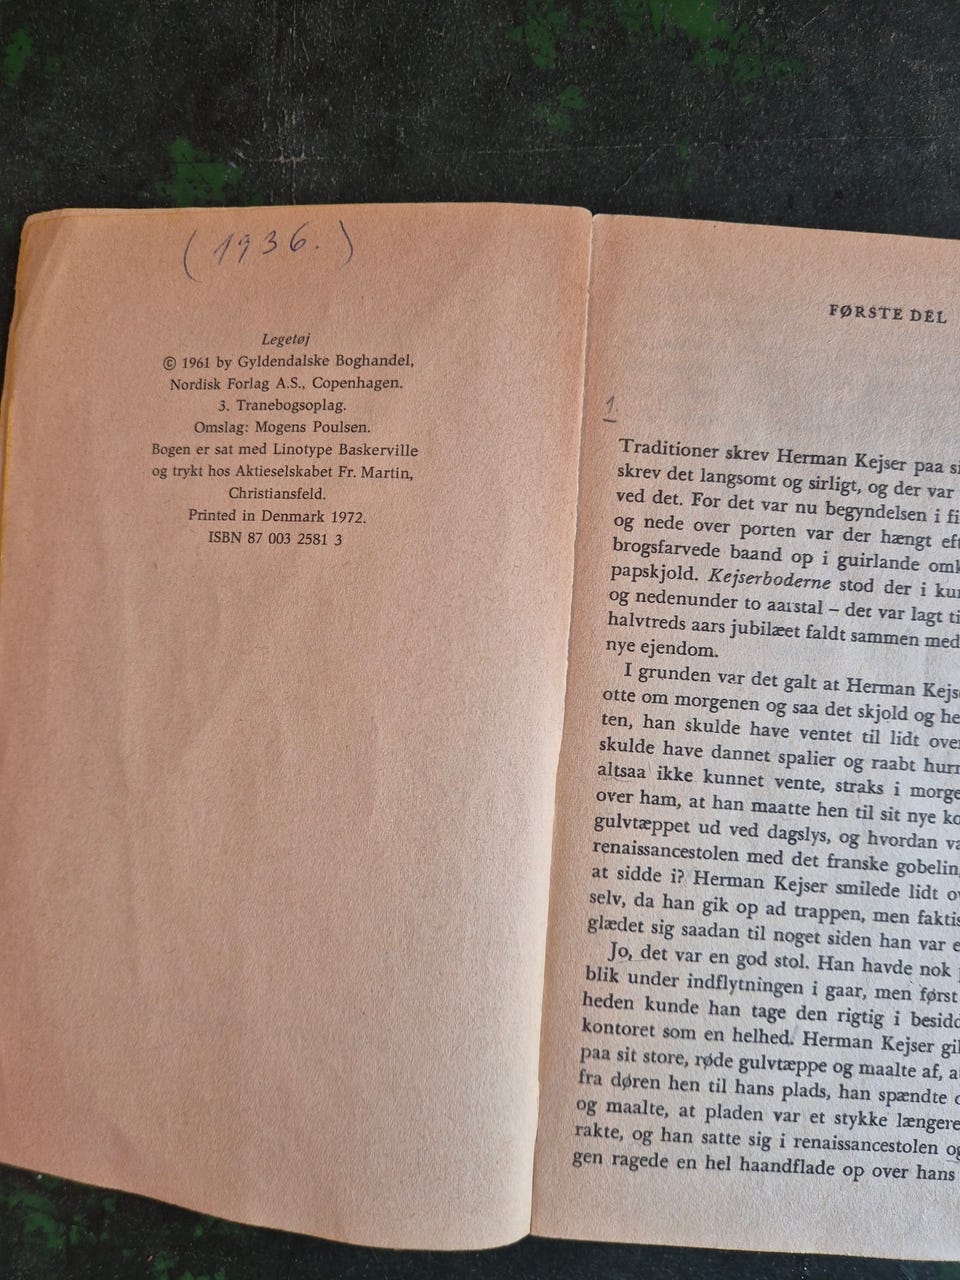 ( 1936. )
Legetøj
© 1961 by Gyldendalske Boghandel,
Nordisk Forlag A.S., Copenhagen.
3. Tranebogsoplag.
Omslag: Mogens Poulsen.
Bogen er sat med Linotype Baskerville
og trykt hos Aktieselskabet Fr. Martin,
Christiansfeld.
Printed in Denmark 1972.
ISBN 87 003 2581 3
FØRSTE DEL
1.
Traditioner skrev Herman Kejser paa
skrev det langsomt og sirligt, og der var
ved det. For det var nu begyndelsen i
og nede over porten var der hængt
brogsfarvede baand op i guirlande
papskjold. Kejserboderne stod der i
og nedenunder to aarstal – det var lagt
halvtreds aars jubilæet faldt sammen med
nye ejendom.
I grunden var det galt at Herman
otte om morgenen og saa det skjold og
ten, han skulde have ventet til lidt
skulde have dannet spalier og raabt
altsaa ikke kunnet vente, straks i
over ham, at han maatte hen til sit nye
gulvtæppet ud ved dagslys, og hvordan
renaissancestolen med det franske gobelin,
at sidde i? Herman Kejser smilede lidt
selv, da han gik op ad trappen, men
glædet sig saadan til noget siden han var
Jo, det var en god stol. Han havde nok
blik under indflytningen i gaar, men først
heden kunde han tage den rigtig i
kontoret som en helhed. Herman Kejser
paa sit store, røde gulvtæppe og maalte af,
fra døren hen til hans plads, han spændte
og maalte, at pladen var et stykke længere
rakte, og han satte sig i renaissancestolen
gen ragede en hel haandflade op over hans